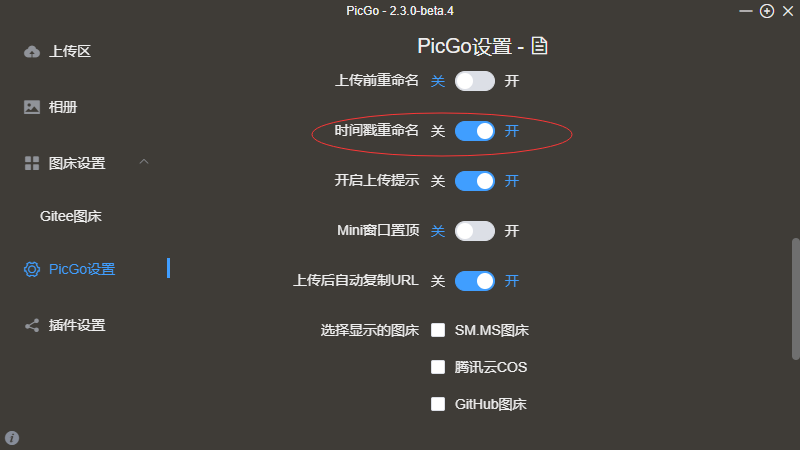 PicGo - 2.3.0-beta.4
上传区
相册
图床设置
Gitee图床
PicGo设置
插件设置
PicGo设置 -
上传前重命名 关 开
时间戳重命名 关 开
开启上传提示 关 开
Mini窗口置顶 关 开
上传后自动复制URL 关 开
选择显示的图床 SM.MS图床
腾讯云COS
GitHub图床